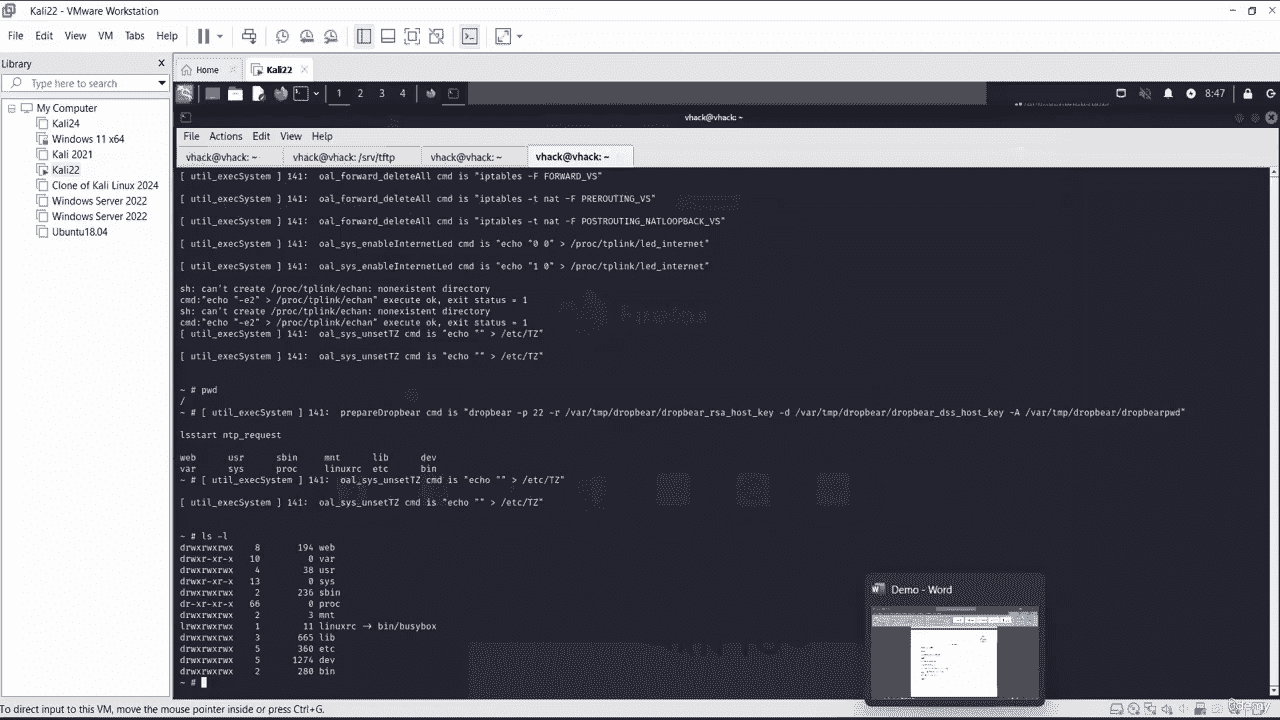 Kali22 - VMware Workstation
File Edit View VM Tabs Help
Library
Type here to search
My Computer
Kali24
Windows 11 x64
Kali 2021
Kali22
Clone of Kali Linux 2024
Windows Server 2022
Windows Server 2022
Ubuntu18.04
Home Kali22
1 2 3 4 8:47
vhack@vhack: ~
File Actions Edit View Help
vhack@vhack: ~ vhack@vhack: /srv/tftp vhack@vhack: ~ vhack@vhack: ~
[ util_execSystem ] 141:  oal_forward_deleteAll cmd is "iptables -F FORWARD_VS"
[ util_execSystem ] 141:  oal_forward_deleteAll cmd is "iptables -t nat -F PREROUTING_VS"
[ util_execSystem ] 141:  oal_forward_deleteAll cmd is "iptables -t nat -F POSTROUTING_NATLOOPBACK_VS"
[ util_execSystem ] 141:  oal_sys_enableInternetLed cmd is "echo "0 0" > /proc/tplink/led_internet"
[ util_execSystem ] 141:  oal_sys_enableInternetLed cmd is "echo "1 0" > /proc/tplink/led_internet"
sh: can't create /proc/tplink/echan: nonexistent directory
cmd:"echo "-e2" > /proc/tplink/echan" execute ok, exit status = 1
sh: can't create /proc/tplink/echan: nonexistent directory
cmd:"echo "-e2" > /proc/tplink/echan" execute ok, exit status = 1
[ util_execSystem ] 141:  oal_sys_unsetTZ cmd is "echo "" > /etc/TZ"
[ util_execSystem ] 141:  oal_sys_unsetTZ cmd is "echo "" > /etc/TZ"
~ # pwd
/
~ # [ util_execSystem ] 141:  prepareDropbear cmd is "dropbear -p 22 -r /var/tmp/dropbear/dropbear_rsa_host_key -d /var/tmp/dropbear/dropbear_dss_host_key -A /var/tmp/dropbear/dropbearpwd"
lsstart ntp_request
web usr sbin mnt lib dev
var sys proc linuxrc etc bin
~ # [ util_execSystem ] 141:  oal_sys_unsetTZ cmd is "echo "" > /etc/TZ"
[ util_execSystem ] 141:  oal_sys_unsetTZ cmd is "echo "" > /etc/TZ"
~ # ls -l
drwxrwxrwx 8 194 web
drwxr-xr-x 10 0 var
drwxrwxrwx 4 38 usr
drwxr-xr-x 13 0 sys
drwxrwxrwx 2 236 sbin
dr-xr-xr-x 66 0 proc
drwxrwxrwx 2 3 mnt
lrwxrwxrwx 1 11 linuxrc → bin/busybox
drwxrwxrwx 3 665 lib
drwxrwxrwx 5 360 etc
drwxrwxrwx 5 1274 dev
drwxrwxrwx 2 280 bin
~ #
Demo - Word
To direct input to this VM, move the mouse pointer inside or press Ctrl+G.